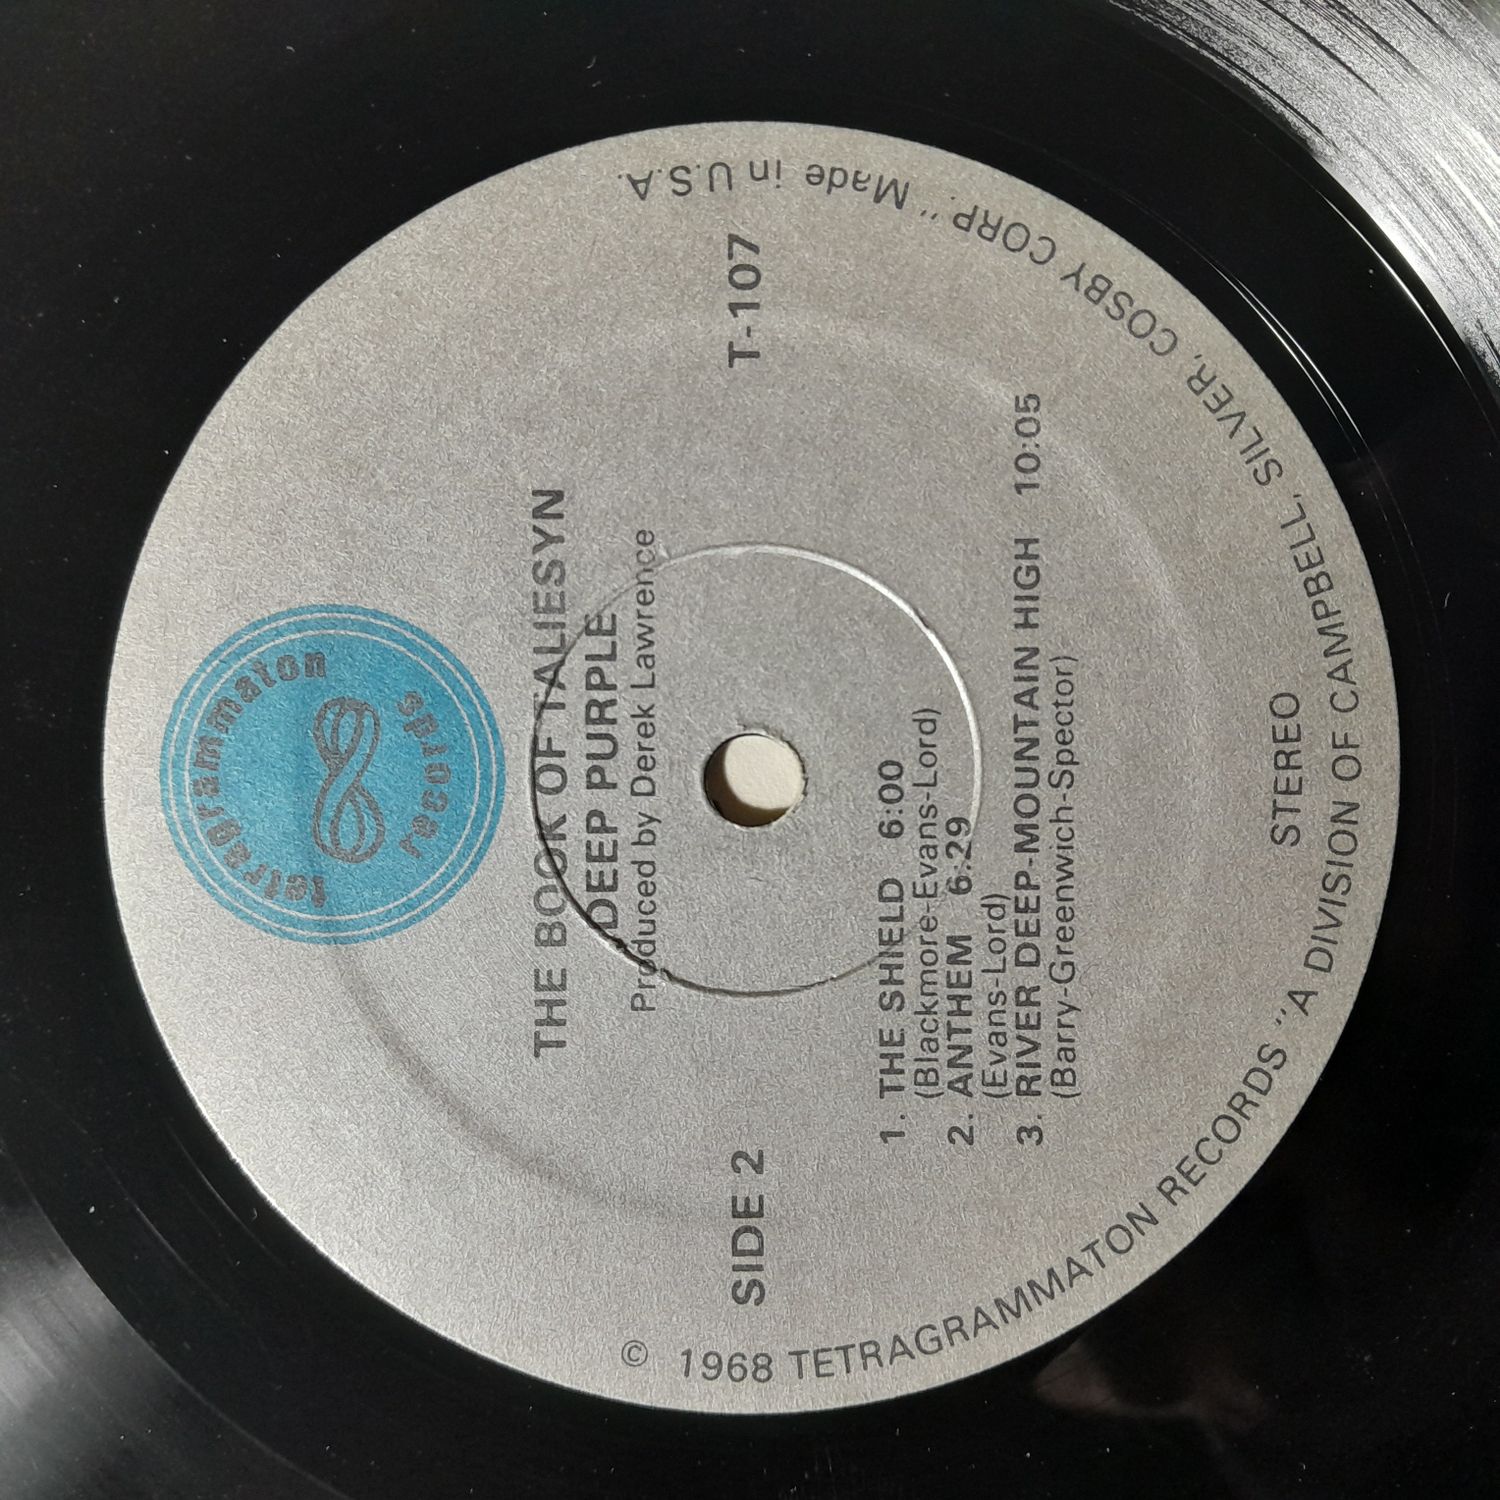 tetragrammaton
records
THE BOOK OF TALIESYN
DEEP PURPLE
Produced by Derek Lawrence
SIDE 2
T-107
1. THE SHIELD 6:00
(Blackmore-Evans-Lord)
2. ANTHEM 6:29
(Evans-Lord)
3. RIVER DEEP-MOUNTAIN HIGH 10:05
(Barry-Greenwich-Spector)
STEREO
© 1968 TETRAGRAMMATON RECORDS "A DIVISION OF CAMPBELL, SILVER, COSBY CORP." Made in U.S.A.